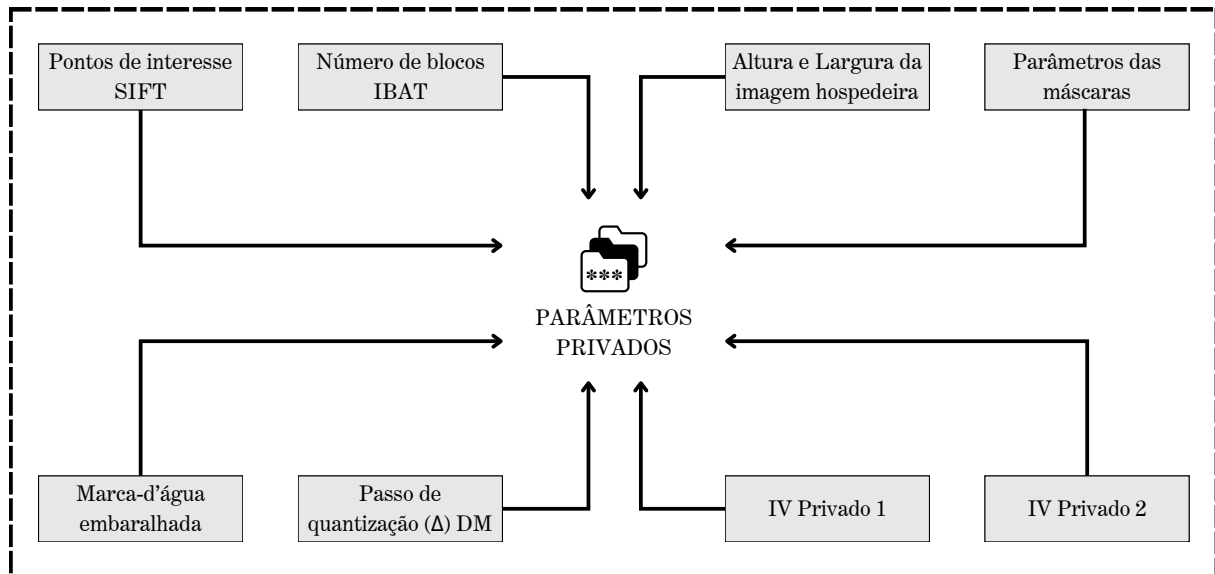 Pontos de interesse
SIFT
Número de blocos
IBAT
Altura e Largura da
imagem hospedeira
Parâmetros das
máscaras
***
PARÂMETROS
PRIVADOS
Marca-d'água
embaralhada
Passo de
quantização (Δ) DM
IV Privado 1
IV Privado 2